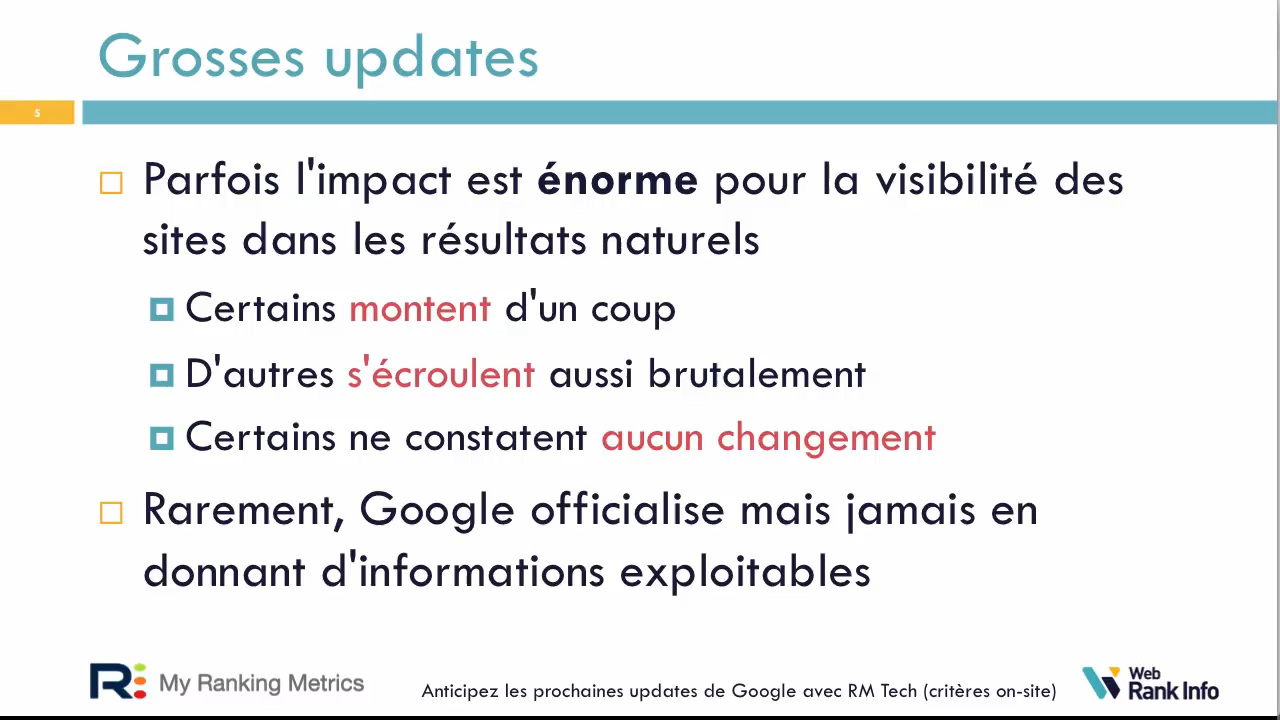 Grosses updates
5
Parfois l'impact est énorme pour la visibilité des
sites dans les résultats naturels
Certains montent d'un coup
D'autres s'écroulent aussi brutalement
Certains ne constatent aucun changement
Rarement, Google officialise mais jamais en
donnant d'informations exploitables
R My Ranking Metrics
Anticipez les prochaines updates de Google avec RM Tech (critères on-site)
Web
Rank Info